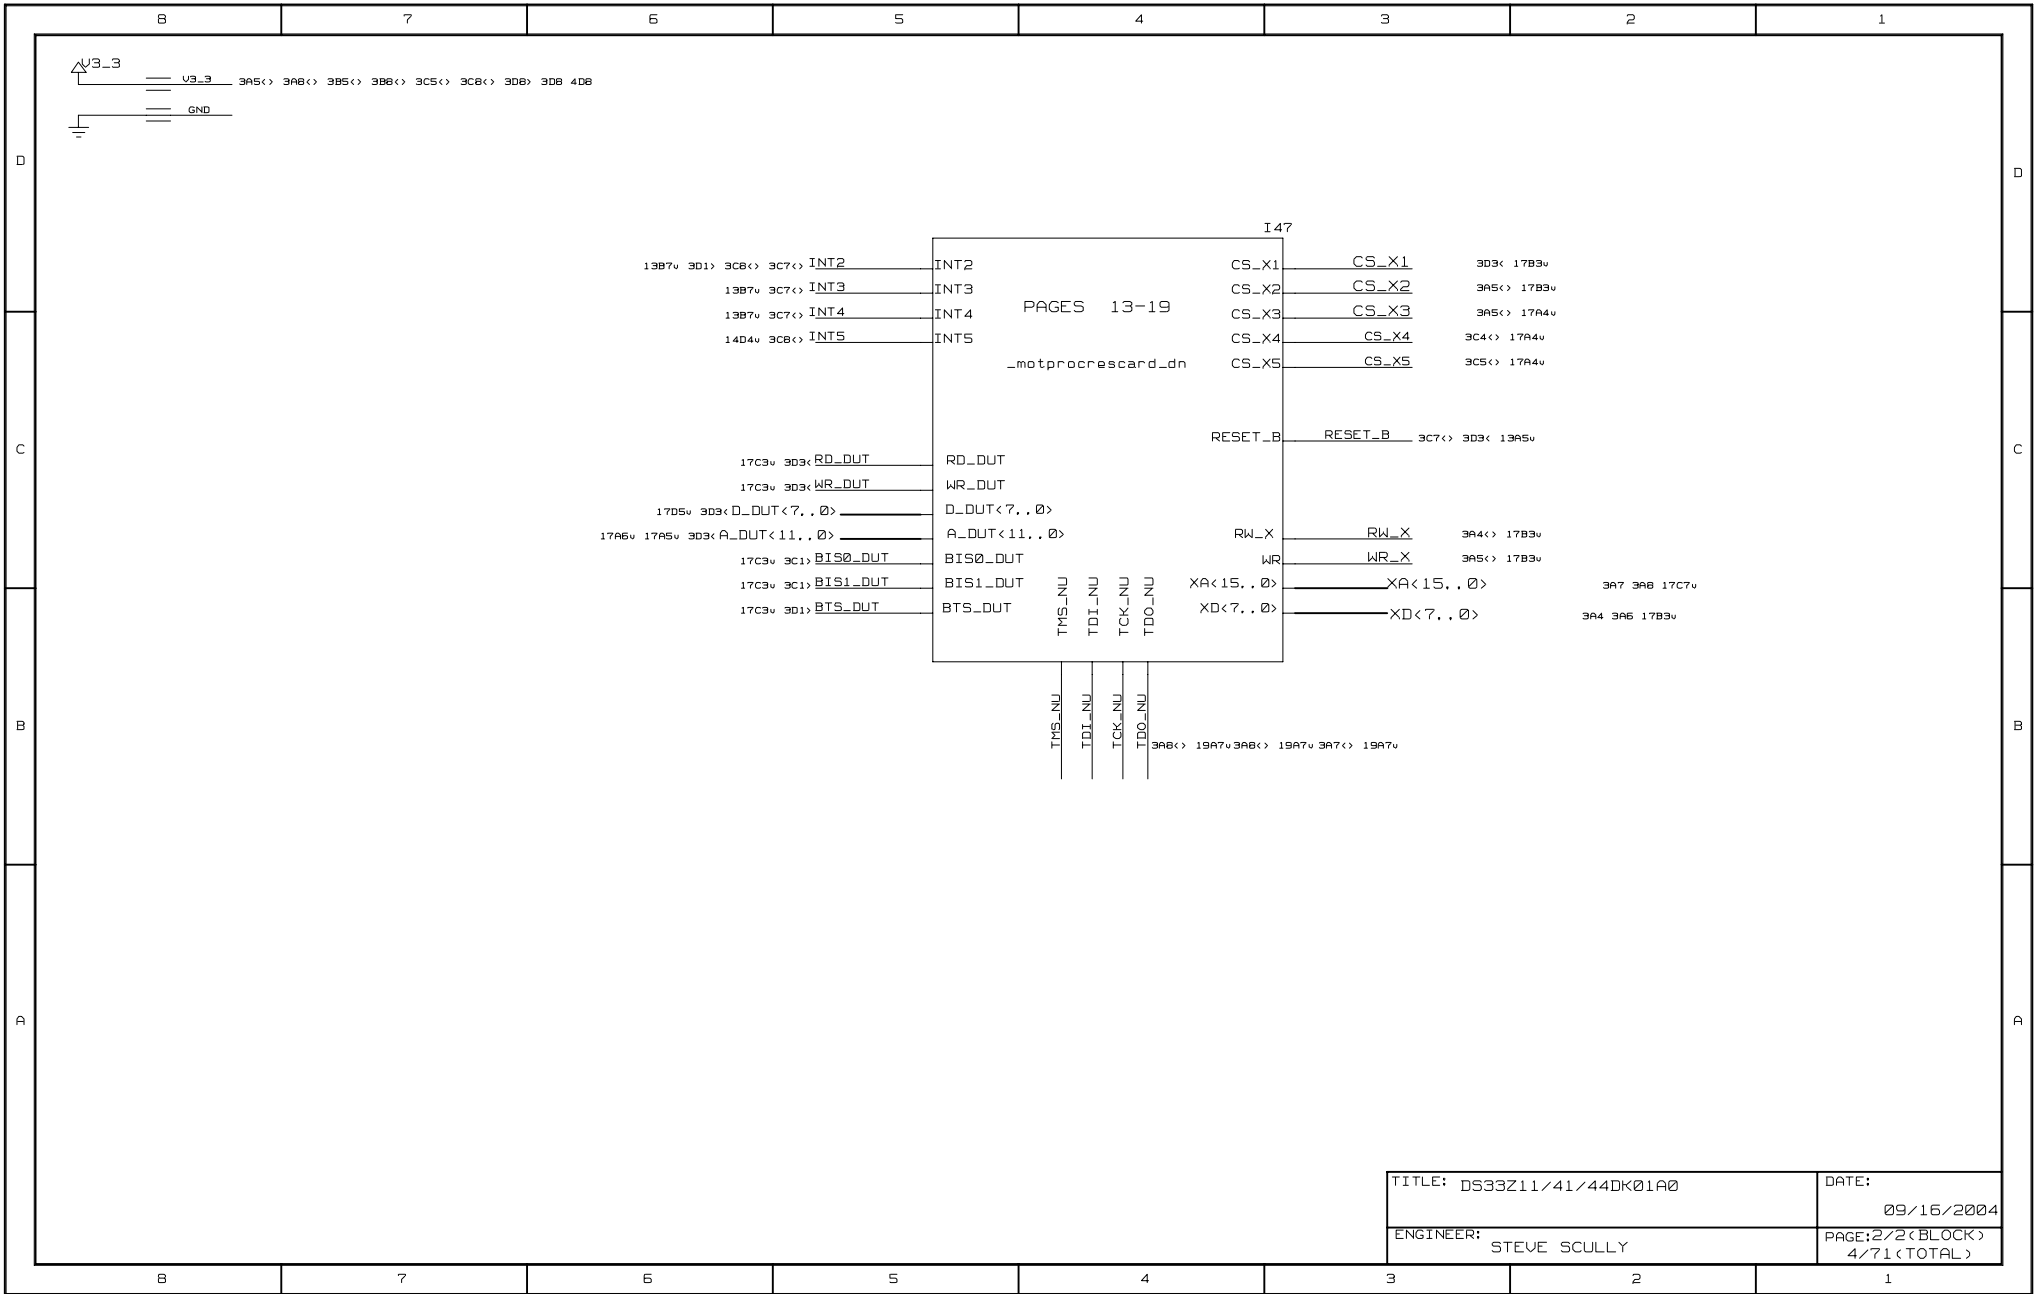 8 7 6 5 4 3 2 1
V3_3
V3_3 3A5<> 3A8<> 3B5<> 3B8<> 3C5<> 3C8<> 3D8> 3D8 4D8
GND
D D
I47
13B7v 3D1> 3C8<> 3C7<> INT2 INT2 CS_X1 CS_X1 3D3< 17B3v
13B7v 3C7<> INT3 INT3 CS_X2 CS_X2 3A5<> 17B3v
PAGES 13-19
13B7v 3C7<> INT4 INT4 CS_X3 CS_X3 3A5<> 17A4v
14D4v 3C8<> INT5 INT5 CS_X4 CS_X4 3C4<> 17A4v
_motprocrescard_dn CS_X5 CS_X5 3C5<> 17A4v
RESET_B RESET_B 3C7<> 3D3< 13A5v
C C
17C3v 3D3< RD_DUT RD_DUT
17C3v 3D3< WR_DUT WR_DUT
17D5v 3D3< D_DUT<7..0> D_DUT<7..0>
17A6v 17A5v 3D3< A_DUT<11..0> A_DUT<11..0> RW_X RW_X 3A4<> 17B3v
17C3v 3C1> BIS0_DUT BIS0_DUT WR WR_X 3A5<> 17B3v
17C3v 3C1> BIS1_DUT BIS1_DUT XA<15..0> XA<15..0> 3A7 3A8 17C7v
17C3v 3D1> BTS_DUT BTS_DUT XD<7..0> XD<7..0> 3A4 3A6 17B3v
TMS_NU TDI_NU TCK_NU TDO_NU
TMS_NU TDI_NU TCK_NU TDO_NU
3A8<> 19A7v 3A8<> 19A7v 3A7<> 19A7v
B B
A A
TITLE: DS33Z11/41/44DK01A0
DATE:
09/16/2004
ENGINEER: STEVE SCULLY
PAGE:2/2(BLOCK)
4/71(TOTAL)
8 7 6 5 4 3 2 1